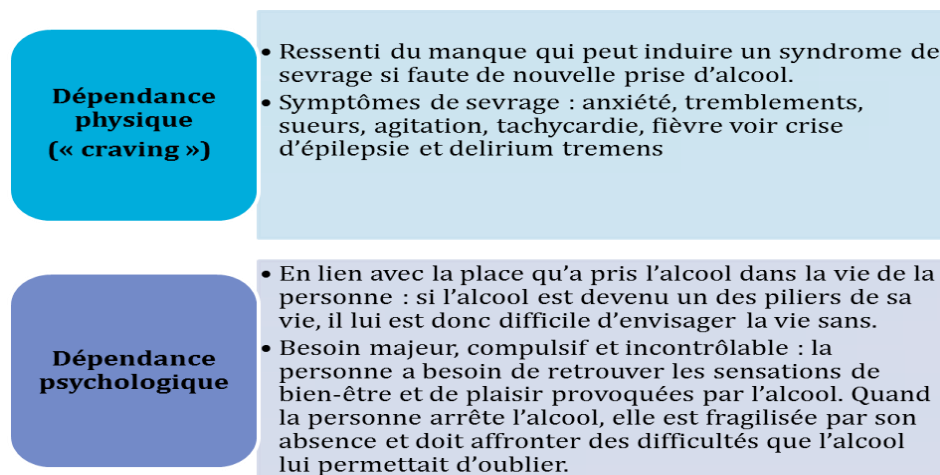 Dépendance
physique
(« craving »)
• Ressenti du manque qui peut induire un syndrome de
sevrage si faute de nouvelle prise d’alcool.
• Symptômes de sevrage : anxiété, tremblements,
sueurs, agitation, tachycardie, fièvre voir crise
d’épilepsie et delirium tremens
Dépendance
psychologique
• En lien avec la place qu’a pris l’alcool dans la vie de la
personne : si l’alcool est devenu un des piliers de sa
vie, il lui est donc difficile d’envisager la vie sans.
• Besoin majeur, compulsif et incontrôlable : la
personne a besoin de retrouver les sensations de
bien-être et de plaisir provoquées par l’alcool. Quand
la personne arrête l’alcool, elle est fragilisée par son
absence et doit affronter des difficultés que l’alcool
lui permettait d’oublier.